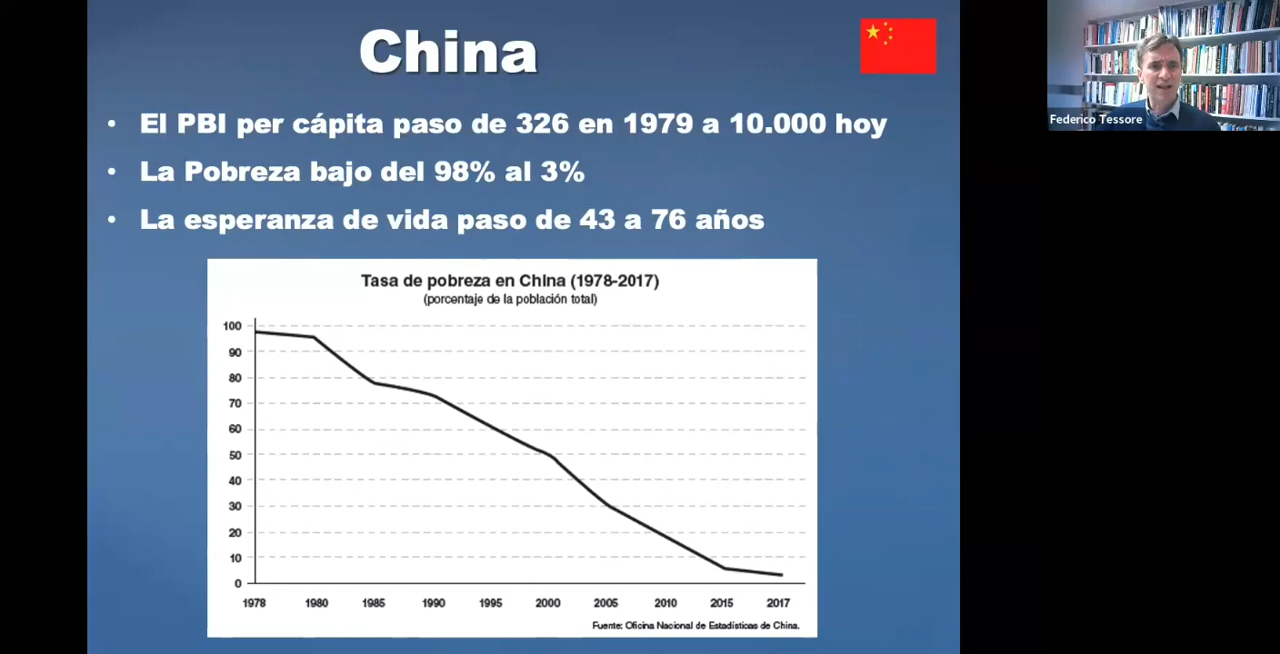 China
• El PBI per cápita paso de 326 en 1979 a 10.000 hoy
• La Pobreza bajo del 98% al 3%
• La esperanza de vida paso de 43 a 76 años
Tasa de pobreza en China (1978-2017)
(porcentaje de la población total)
100
90
80
70
60
50
40
30
20
10
0
1978 1980 1985 1990 1995 2000 2005 2010 2015 2017
Fuente: Oficina Nacional de Estadísticas de China.
Federico Tessore